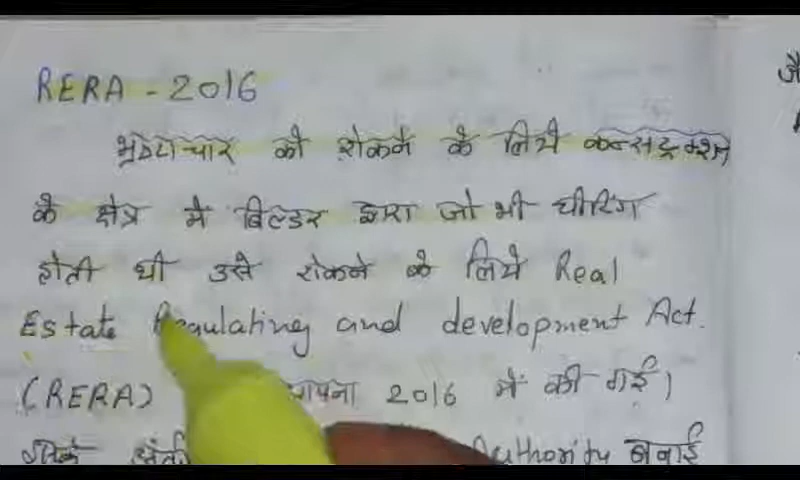 RERA - 2016
भ्रष्टाचार को रोकने के लिये कन्सट्रक्शन
के क्षेत्र मे बिल्डर द्वारा जो भी चीटिंग
होती थी उसे रोकने के लिये Real
Estate Regulating and development Act.
(RERA) 2016 में की गई।
Authority बनाई
जै